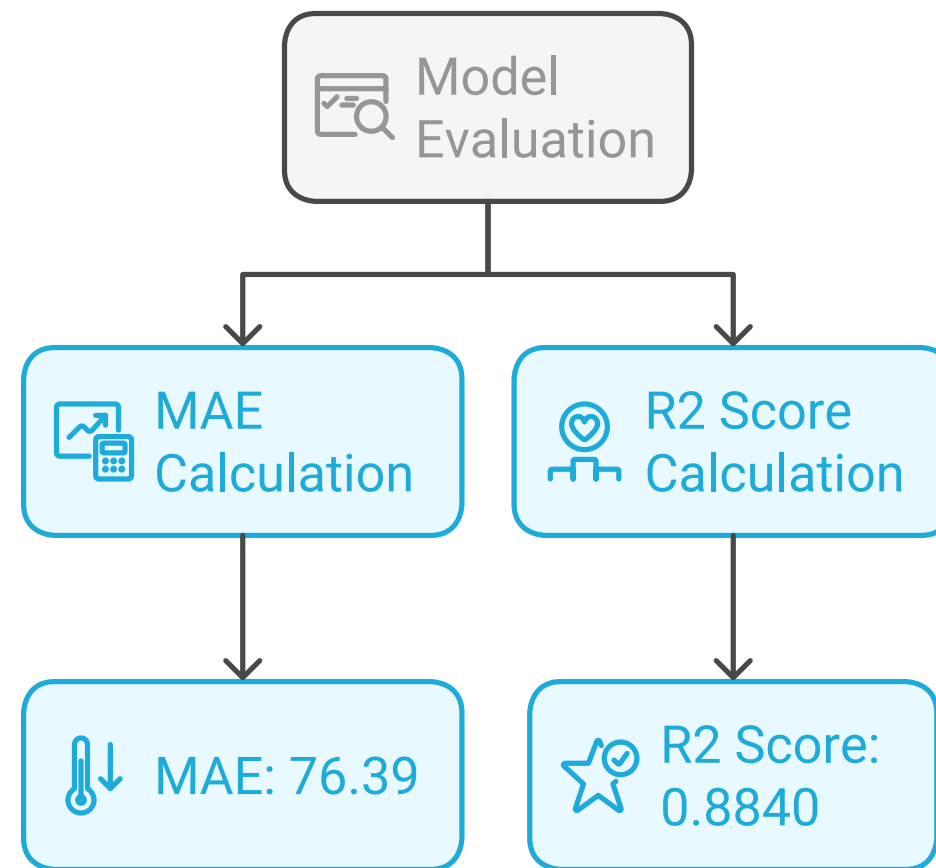 Model
Evaluation
MAE
Calculation
R2 Score
Calculation
MAE: 76.39
R2 Score:
0.8840